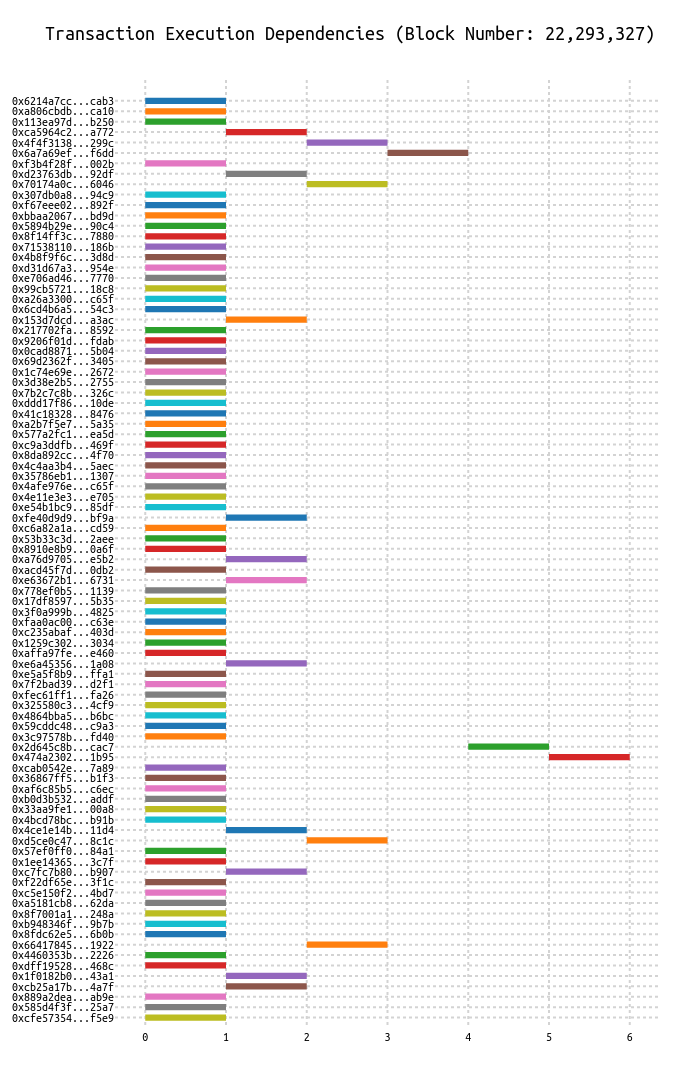 Transaction Execution Dependencies (Block Number: 22,293,327)
0x6214a7cc...cab3
0xa806cbdb...ca10
0x113ea97d...b250
0xca5964c2...a772
0x4f4f3138...299c
0x6a7a69ef...f6dd
0xf3b4f28f...002b
0xd23763db...92df
0x70174a0c...6046
0x307db0a8...94c9
0xf67eee02...892f
0xbbaa2067...bd9d
0x5894b29e...90c4
0x8f14ff3c...7880
0x71538110...186b
0x4b8f9f6c...3d8d
0xd31d67a3...954e
0xe706ad46...7770
0x99cb5721...18c8
0xa26a3300...c65f
0x6cd4b6a5...54c3
0x153d7dcd...a3ac
0x217702fa...8592
0x9206f01d...fdab
0x0cad8871...5b04
0x69d2362f...3405
0x1c74e69e...2672
0x3d38e2b5...2755
0x7b2c7c8b...326c
0xddd17f86...10de
0x41c18328...8476
0xa2b7f5e7...5a35
0x577a2fc1...ea5d
0xc9a3ddfb...469f
0x8da892cc...4f70
0x4c4aa3b4...5aec
0x35786eb1...1307
0x4afe976e...c65f
0x4e11e3e3...e705
0xe54b1bc9...85df
0xfe40d9d9...bf9a
0xc6a82a1a...cd59
0x53b33c3d...2aee
0x8910e8b9...0a6f
0xa76d9705...e5b2
0xacd45f7d...0db2
0xe63672b1...6731
0x778ef0b5...1139
0x17df8597...5b35
0x3f0a999b...4825
0xfaa0ac00...c63e
0xc235abaf...403d
0x1259c302...3034
0xaffa97fe...e460
0xe6a45356...1a08
0xe5a5f8b9...ffa1
0x7f2bad39...d2f1
0xfec61ff1...fa26
0x325580c3...4cf9
0x4864bba5...b6bc
0x59cddc48...c9a3
0x3c97578b...fd40
0x2d645c8b...cac7
0x474a2302...1b95
0xcab0542e...7a89
0x36867ff5...b1f3
0xaf6c85b5...c6ec
0xb0d3b532...addf
0x33aa9fe1...00a8
0x4bcd78bc...b91b
0x4ce1e14b...11d4
0xd5ce0c47...8c1c
0x57ef0ff0...84a1
0x1ee14365...3c7f
0xc7fc7b80...b907
0xf22df65e...3f1c
0xc5e150f2...4bd7
0xa5181cb8...62da
0x8f7001a1...248a
0xb948346f...9b7b
0x8fdc62e5...6b0b
0x66417845...1922
0x4460353b...2226
0xdff19528...468c
0x1f0182b0...43a1
0xcb25a17b...4a7f
0x889a2dea...ab9e
0x585d4f3f...25a7
0xcfe57354...f5e9
0 1 2 3 4 5 6